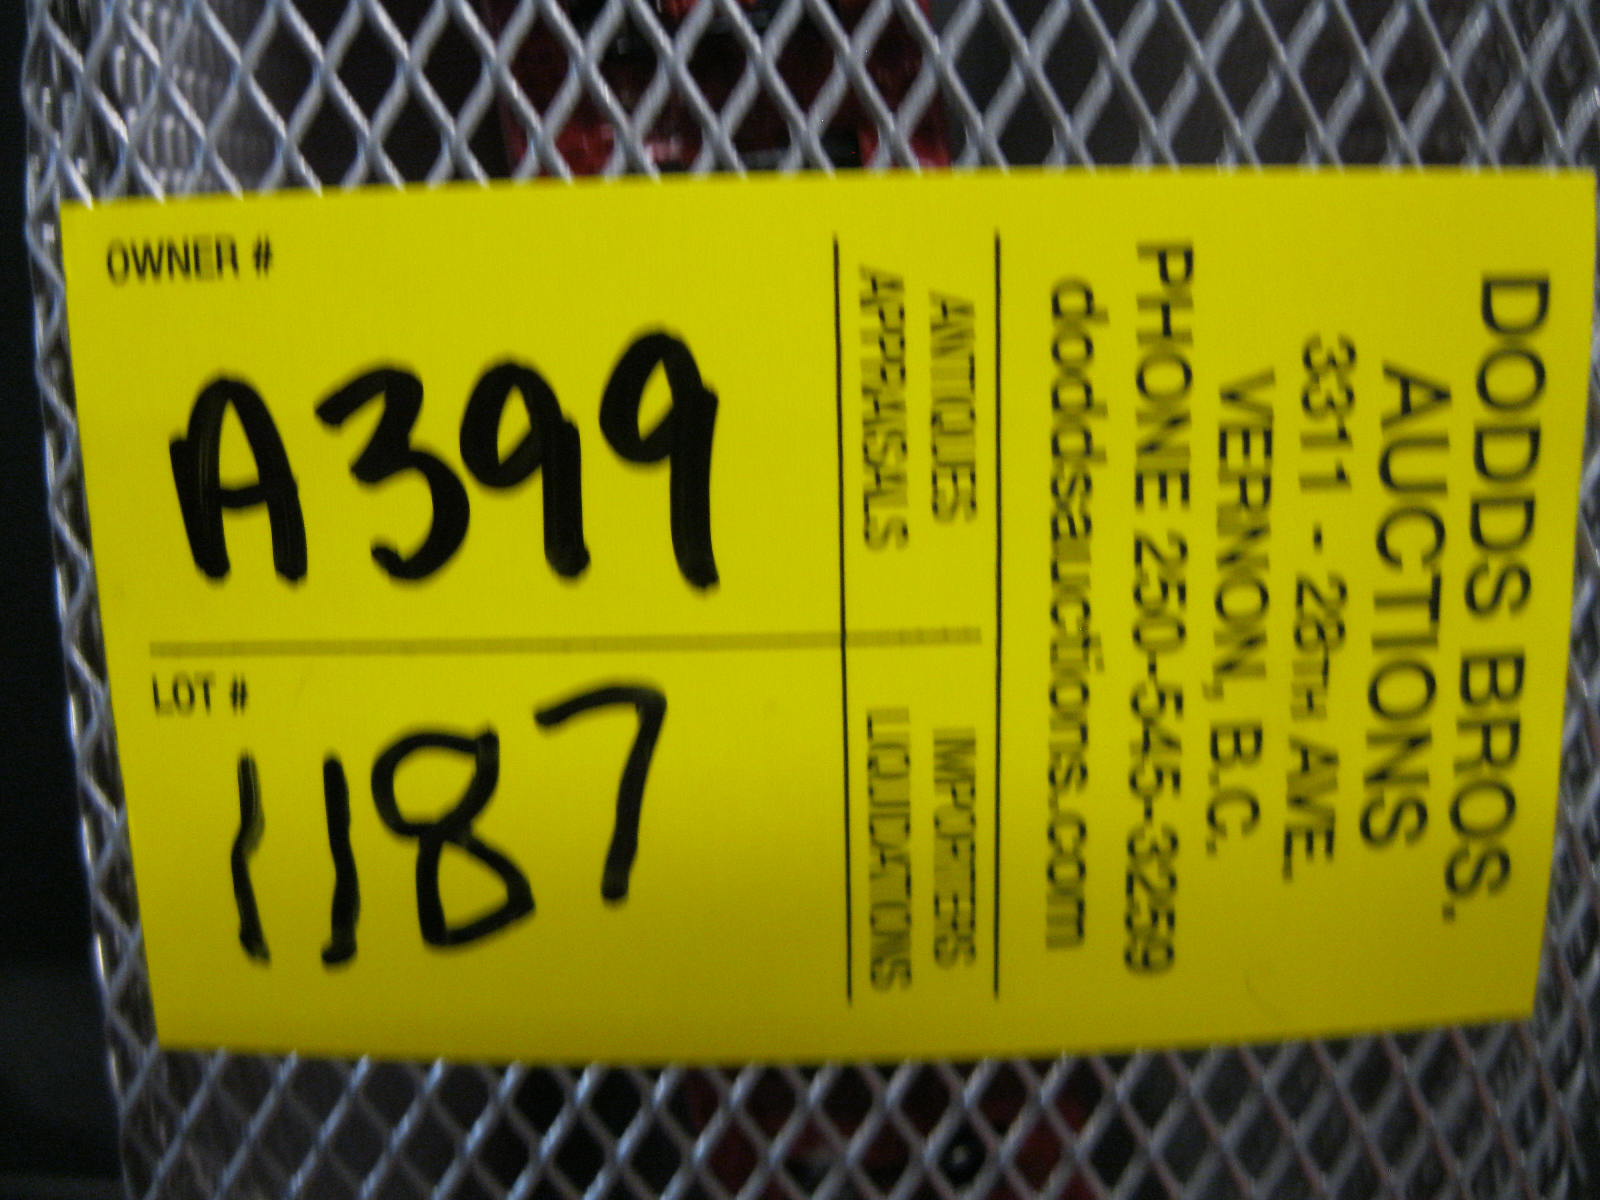 OWNER #
A399
LOT #
1187
DODDS BROS.
AUCTIONS
3311 - 28TH AVE.
VERNON, B.C.
PHONE 250-545-3259
doddsauctions.com
ANTIQUES
APPRAISALS
IMPORTERS
LIQUIDATIONS